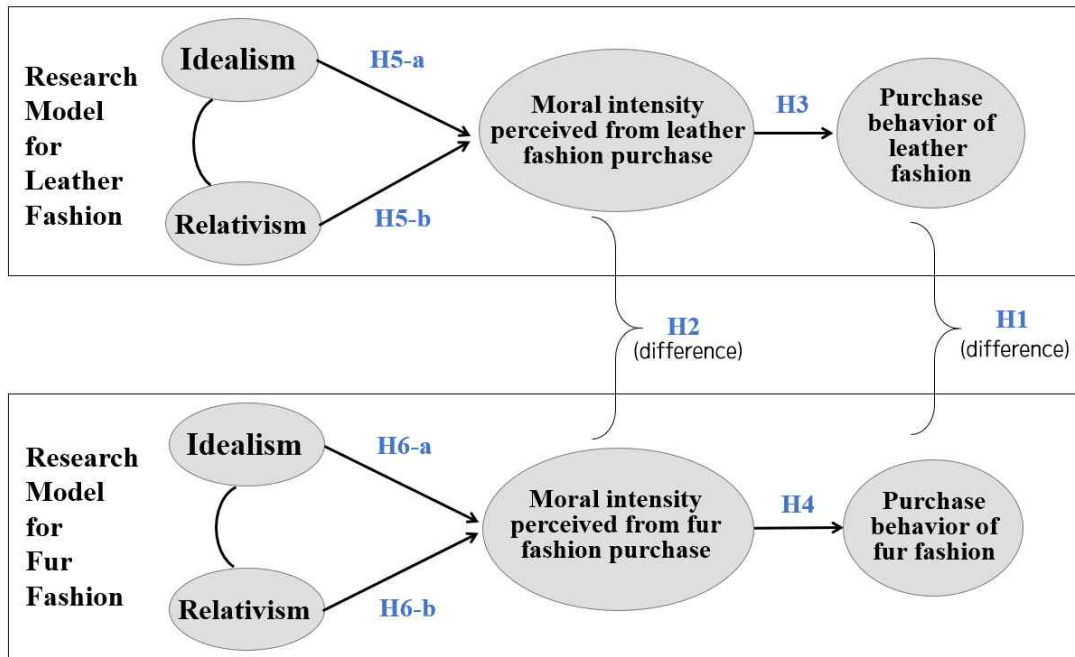 Research
Model
for
Leather
Fashion
Idealism
Relativism
H5-a
H5-b
Moral intensity
perceived from leather
fashion purchase
H3
Purchase
behavior of
leather
fashion
H2
(difference)
H1
(difference)
Research
Model
for
Fur
Fashion
Idealism
Relativism
H6-a
H6-b
Moral intensity
perceived from fur
fashion purchase
H4
Purchase
behavior of
fur fashion